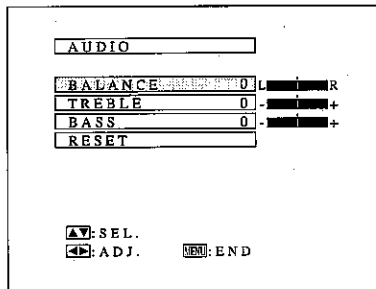 AUDIO
BALANCE 0 L R
TREBLE 0 - +
BASS 0 - +
RESET
▲▼:SEL.
◀▶:ADJ. MENU:END